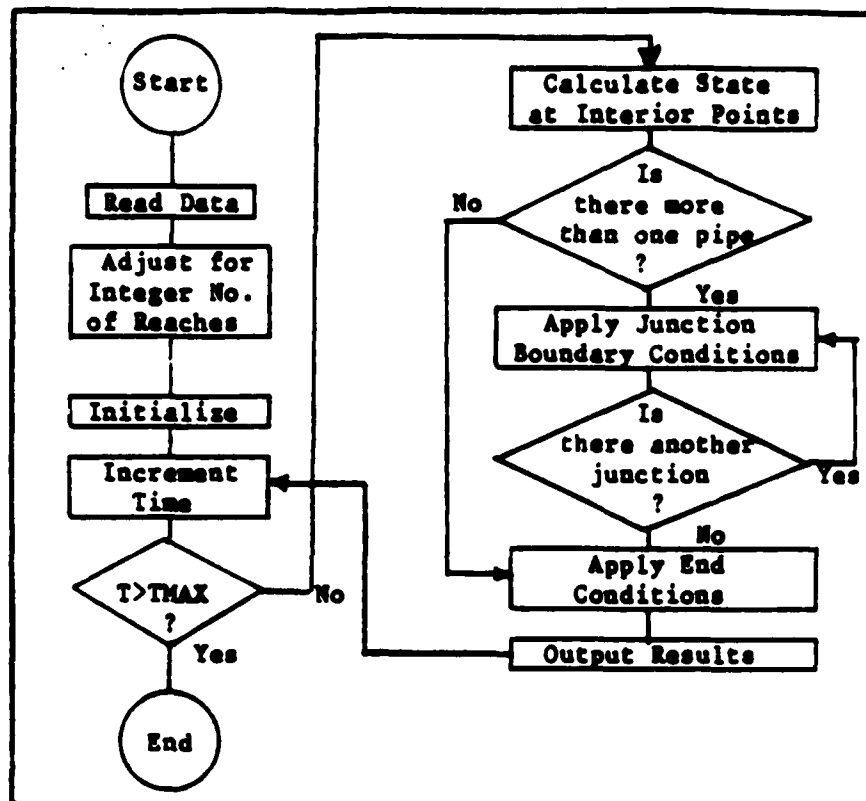 Start
Read Data
Adjust for
Integer No.
of Reaches
Initialize
Increment
Time
T>TMAX
?
No
Yes
End
Calculate State
at Interior Points
Is
there more
than one pipe
?
No
Yes
Apply Junction
Boundary Conditions
Is
there another
junction
?
Yes
No
Apply End
Conditions
Output Results